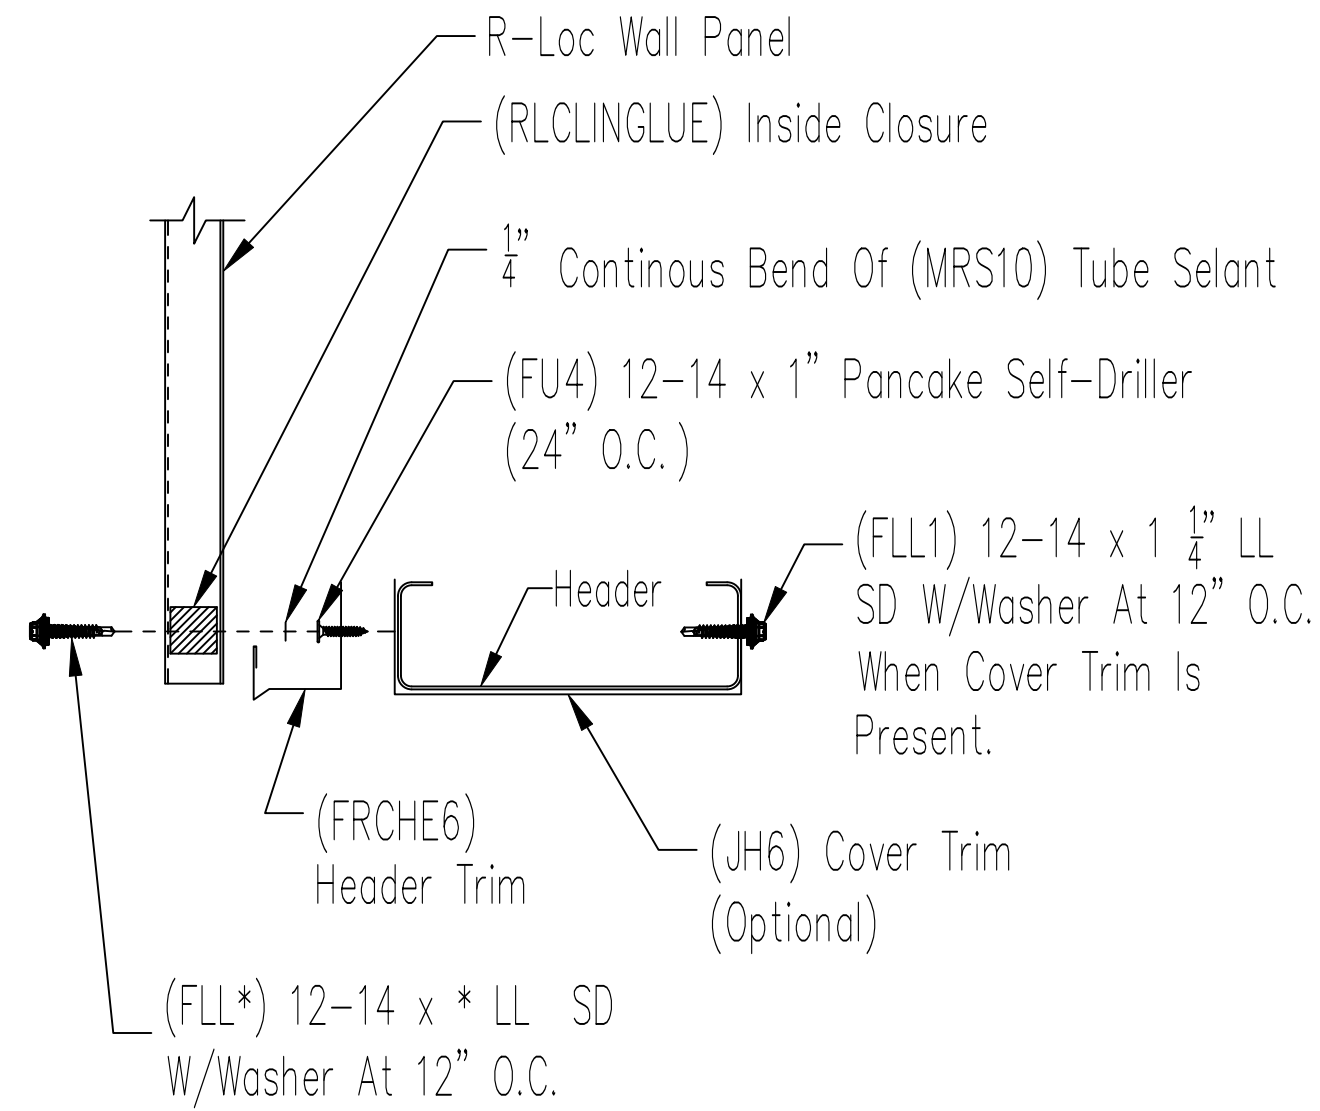 R-Loc Wall Panel
(RLCLINGLUE) Inside Closure
1/4" Continous Bend Of (MRS10) Tube Selant
(FU4) 12-14 x 1" Pancake Self-Driller
(24" O.C.)
(FLL1) 12-14 x 1 1/4" LL
SD W/Washer At 12" O.C.
When Cover Trim Is
Present.
Header
(FRCHE6)
Header Trim
(JH6) Cover Trim
(Optional)
(FLL*) 12-14 x * LL SD
W/Washer At 12" O.C.